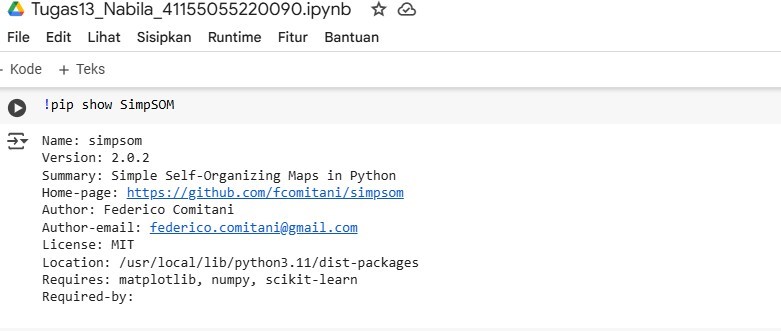 Tugas13_Nabila_41155055220090.ipynb
File Edit Lihat Sisipkan Runtime Fitur Bantuan
Kode + Teks
!pip show SimpSOM
Name: simpsom
Version: 2.0.2
Summary: Simple Self-Organizing Maps in Python
Home-page: https://github.com/fcomitani/simpsom
Author: Federico Comitani
Author-email: federico.comitani@gmail.com
License: MIT
Location: /usr/local/lib/python3.11/dist-packages
Requires: matplotlib, numpy, scikit-learn
Required-by: